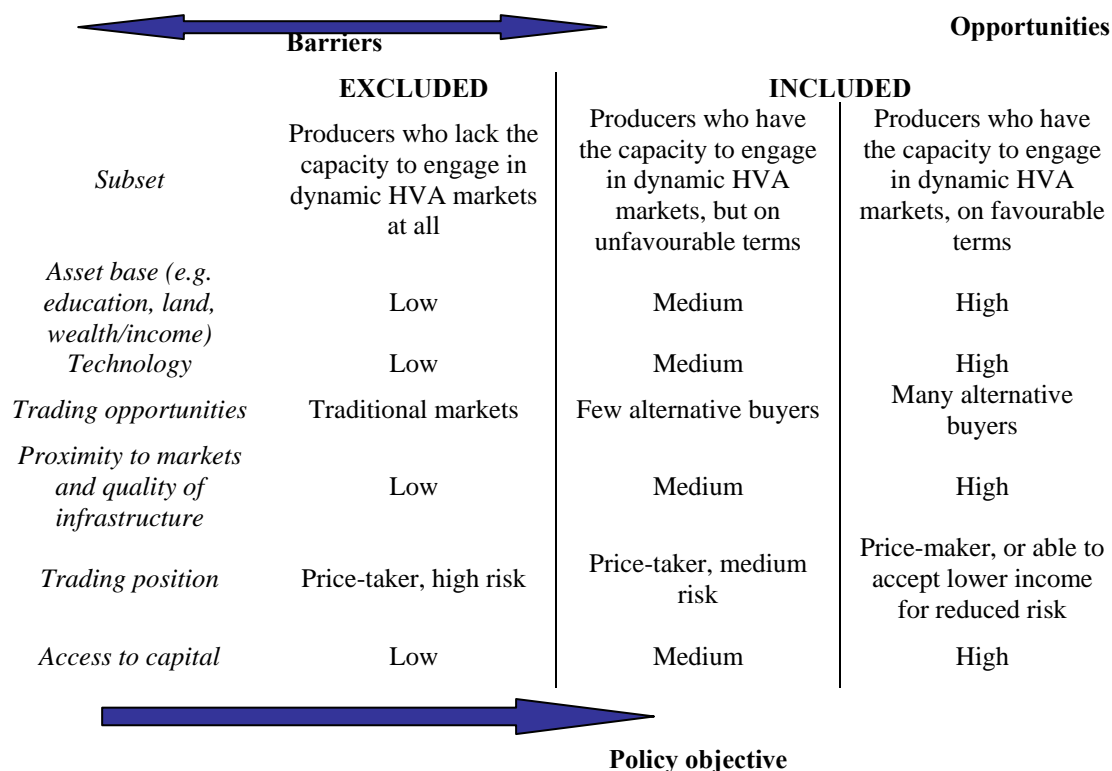 Opportunities
Barriers
EXCLUDED
INCLUDED
Subset
Producers who lack the
capacity to engage in
dynamic HVA markets
at all
Producers who have
the capacity to engage
in dynamic HVA
markets, but on
unfavourable terms
Producers who have
the capacity to engage
in dynamic HVA
markets, on favourable
terms
Asset base (e.g.
education, land,
wealth/income)
Low
Medium
High
Technology
Low
Medium
High
Trading opportunities
Traditional markets
Few alternative buyers
Many alternative
buyers
Proximity to markets
and quality of
infrastructure
Low
Medium
High
Trading position
Price-taker, high risk
Price-taker, medium
risk
Price-maker, or able to
accept lower income
for reduced risk
Access to capital
Low
Medium
High
Policy objective